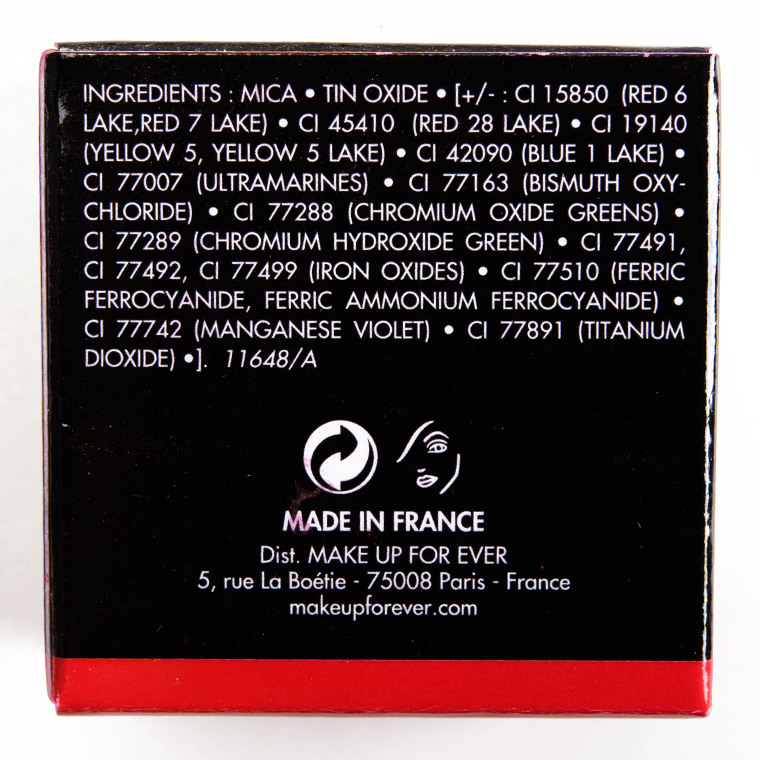 INGREDIENTS : MICA • TIN OXIDE • [+/- : CI 15850 (RED 6
LAKE,RED 7 LAKE) • CI 45410 (RED 28 LAKE) • CI 19140
(YELLOW 5, YELLOW 5 LAKE) • CI 42090 (BLUE 1 LAKE) •
CI 77007 (ULTRAMARINES) • CI 77163 (BISMUTH OXY-
CHLORIDE) • CI 77288 (CHROMIUM OXIDE GREENS) •
CI 77289 (CHROMIUM HYDROXIDE GREEN) • CI 77491,
CI 77492, CI 77499 (IRON OXIDES) • CI 77510 (FERRIC
FERROCYANIDE, FERRIC AMMONIUM FERROCYANIDE) •
CI 77742 (MANGANESE VIOLET) • CI 77891 (TITANIUM
DIOXIDE) •]. 11648/A
MADE IN FRANCE
Dist. MAKE UP FOR EVER
5, rue La Boétie - 75008 Paris - France
makeupforever.com